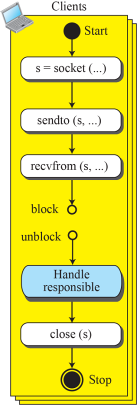 Clients
Start
s = socket (...)
sendto (s, ...)
recvfrom (s, ...)
block
unblock
Handle
responsible
close (s)
Stop